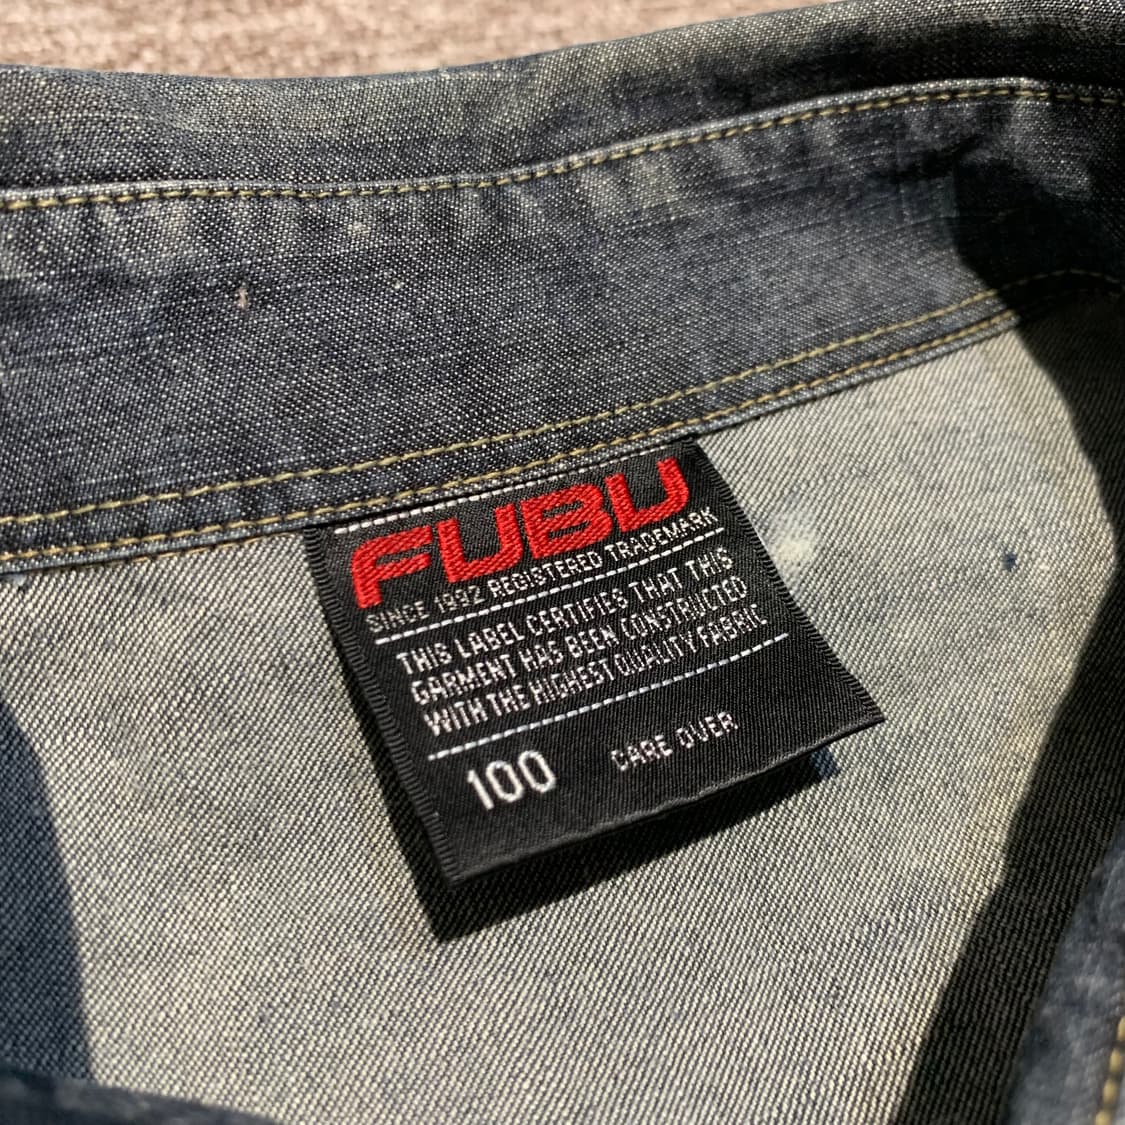 FUBU
SINCE 1992 REGISTERED TRADEMARK
THIS LABEL CERTIFIES THAT THIS
GARMENT HAS BEEN CONSTRUCTED
WITH THE HIGHEST QUALITY FABRIC
100 CARE OVER